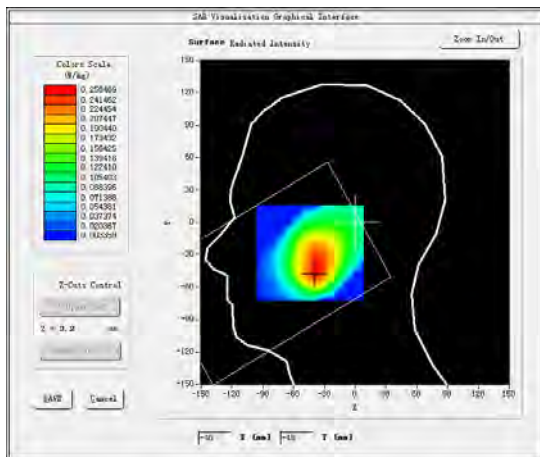 SAR Visualisation Graphical Interface
Surface Radiated Intensity
Zoom In/Out
Colors Scale
(W/kg)
0.258465
0.241462
0.224454
0.207447
0.190440
0.173432
0.156425
0.139418
0.122410
0.105403
0.088396
0.071388
0.054381
0.037374
0.020367
0.003359
150
120
90
60
30
0
-30
-60
-90
-120
-150
Y
-150 -120 -90 -60 -30 0 30 60 90 120 150
X
Z-Cuts Control
Z = 3.2 mm
SAVE Cancel
X (mm) Y (mm)